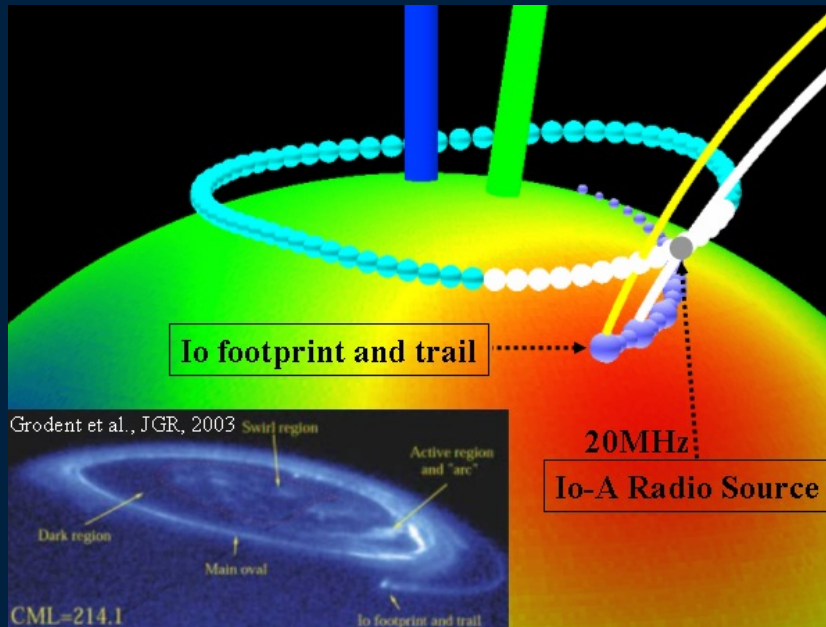 Io footprint and trail
20MHz
Io-A Radio Source
Grodent et al., JGR, 2003
Swirl region
Active region
and "arc"
Dark region
Main oval
Io footprint and trail
CML=214.1